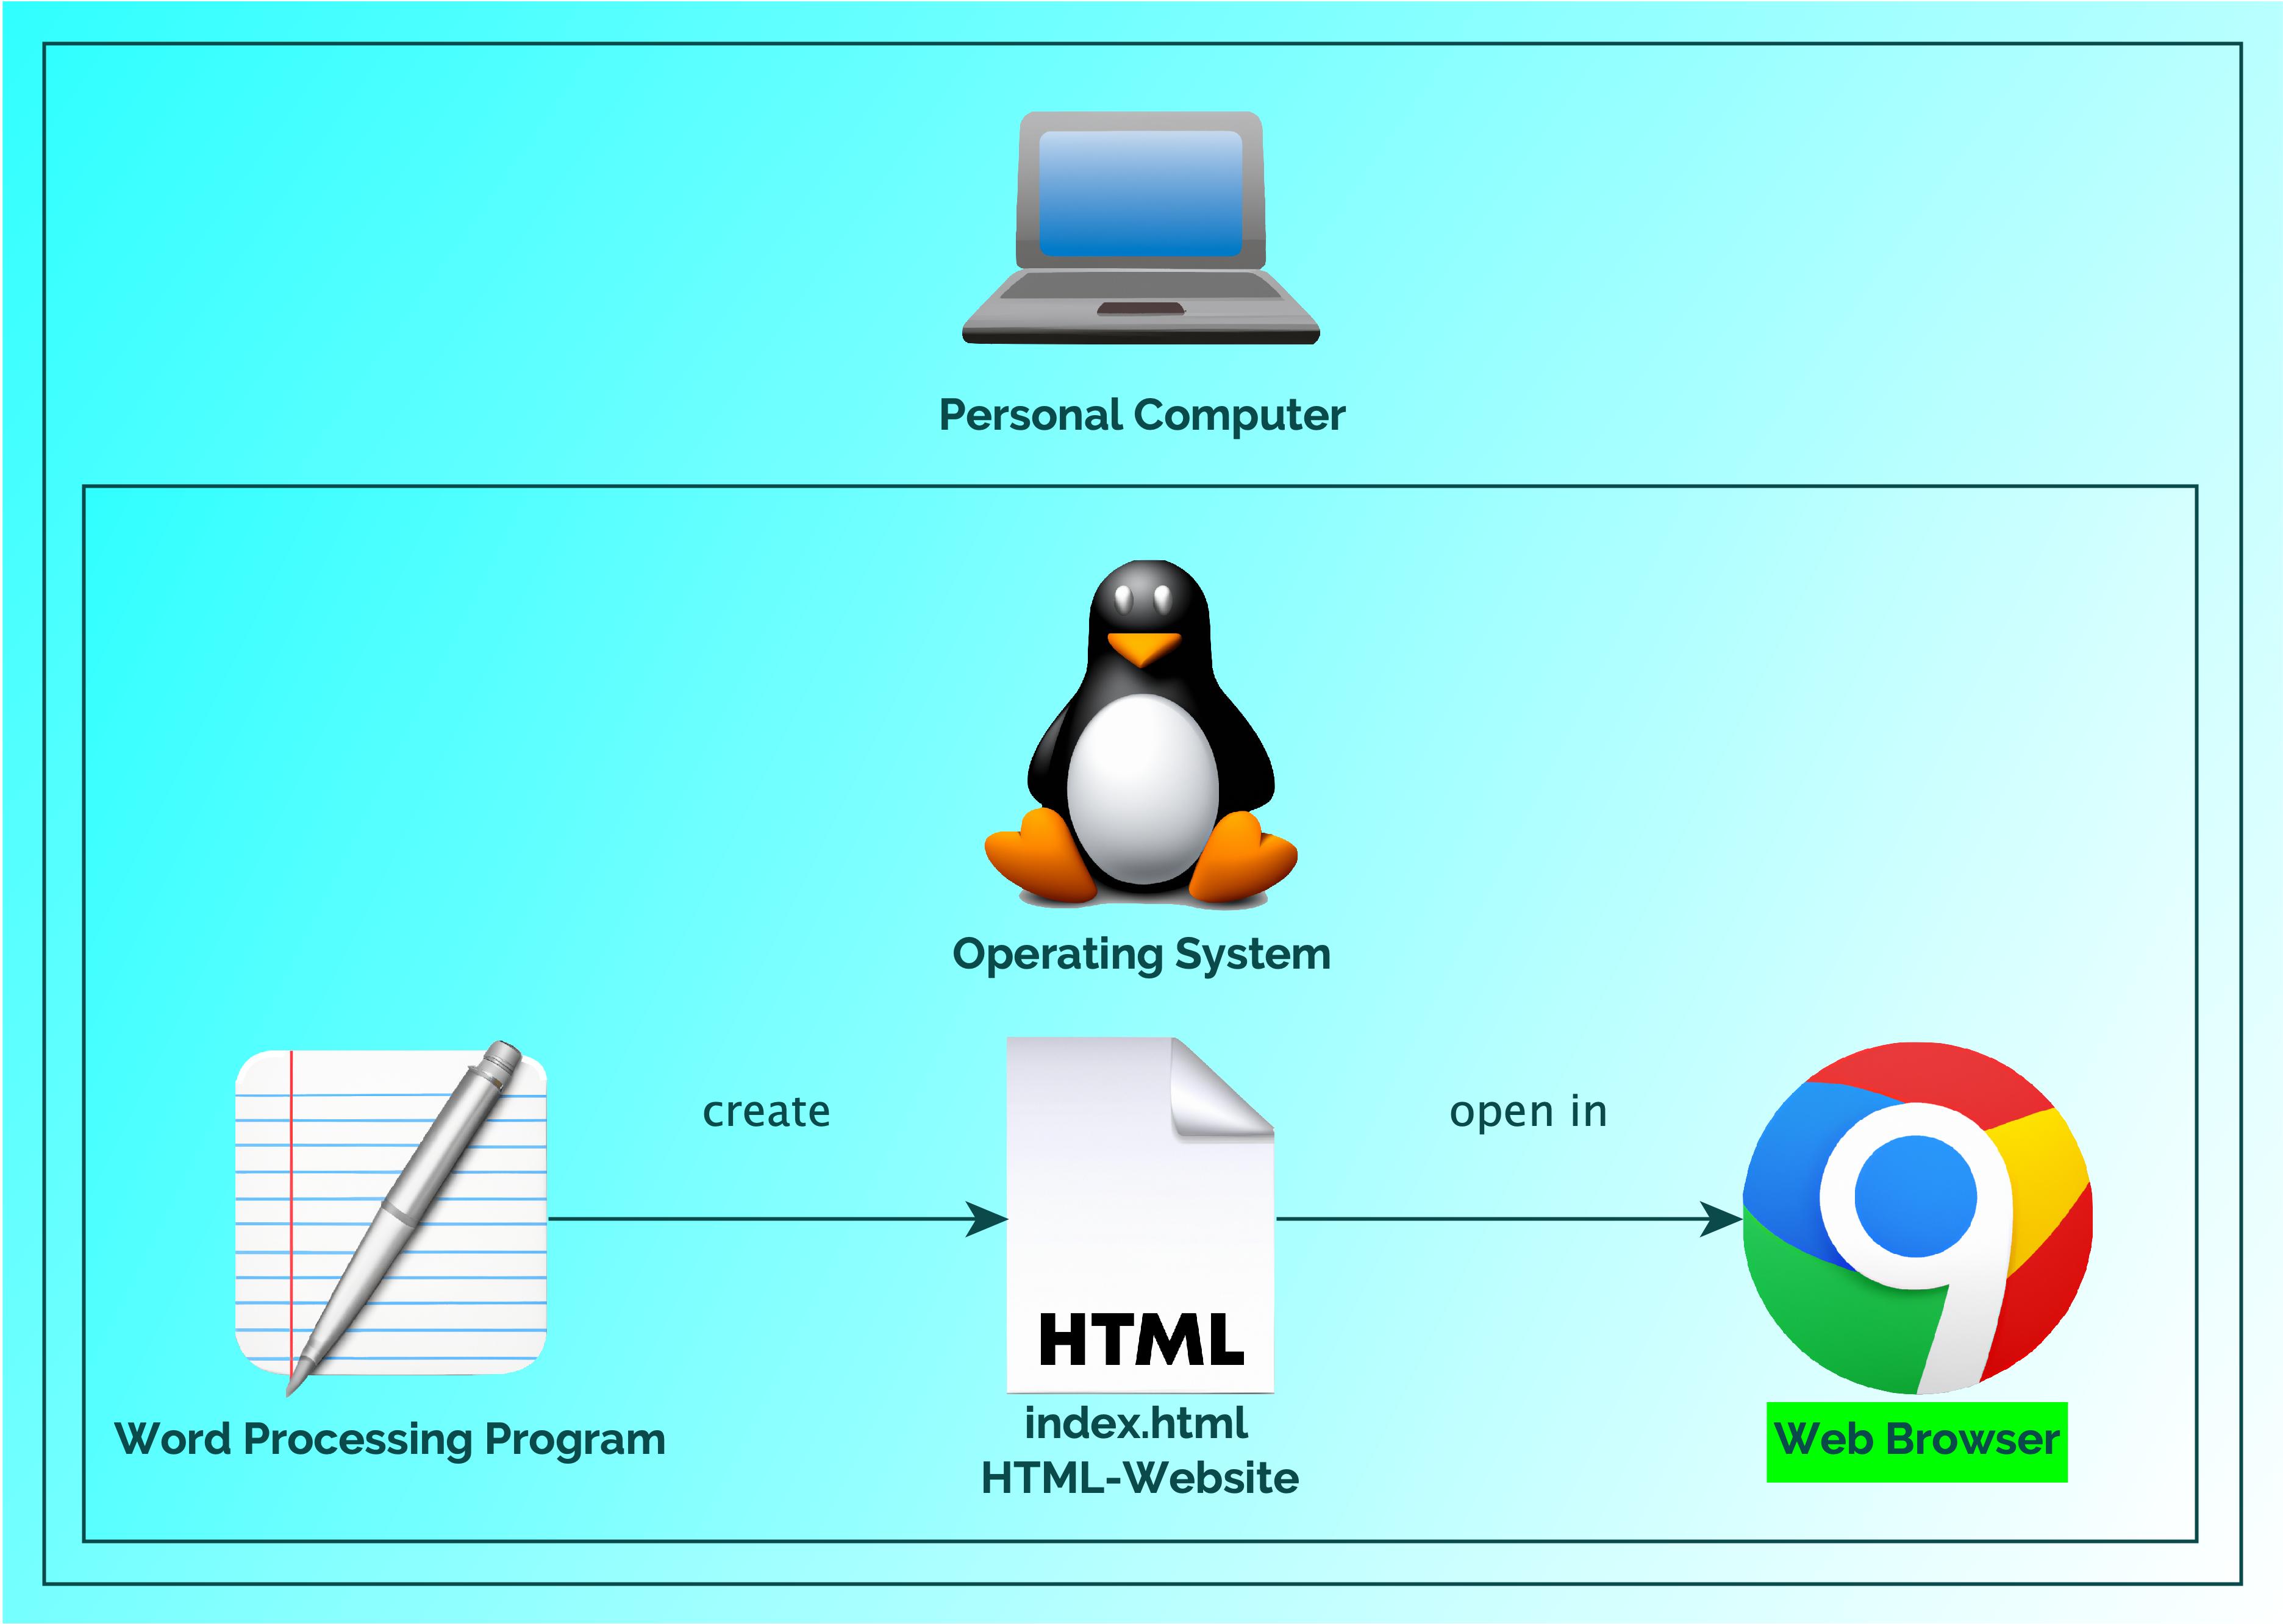 Personal Computer
Operating System
create
open in
HTML
Word Processing Program
index.html
HTML-Website
Web Browser